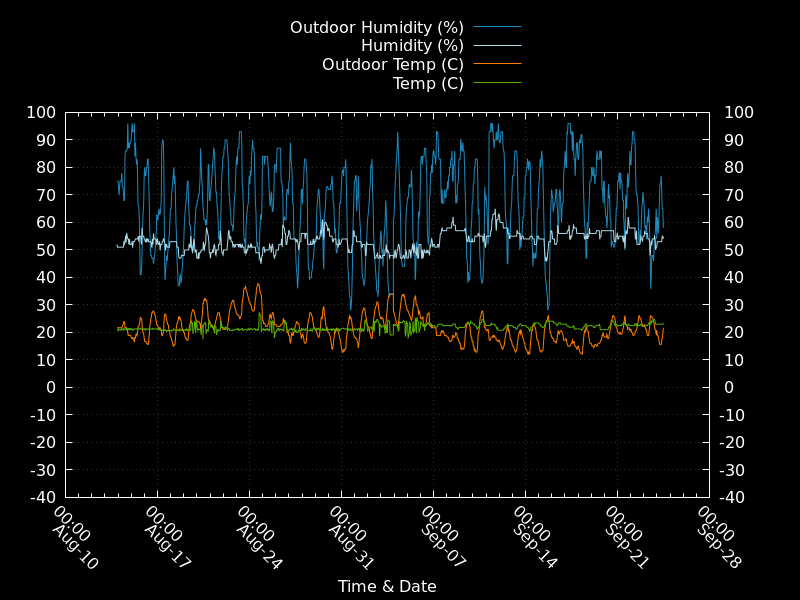 Outdoor Humidity (%)
Humidity (%)
Outdoor Temp (C)
Temp (C)
100 100
90 90
80 80
70 70
60 60
50 50
40 40
30 30
20 20
10 10
0 0
-10 -10
-20 -20
-30 -30
-40 -40
00:00 00:00 00:00 00:00 00:00 00:00 00:00 00:00
Aug-10 Aug-17 Aug-24 Aug-31 Sep-07 Sep-14 Sep-21 Sep-28
Time & Date